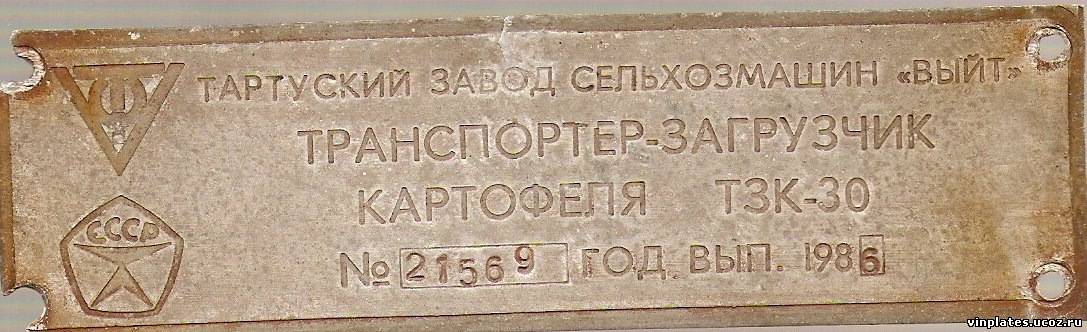 ТАРТУСКИЙ ЗАВОД СЕЛЬХОЗМАШИН «ВЫЙТ»
ТРАНСПОРТЕР-ЗАГРУЗЧИК
КАРТОФЕЛЯ ТЗК-30
СССР
№ 21569 ГОД ВЫП. 1986
vinplates.ucoz.ru